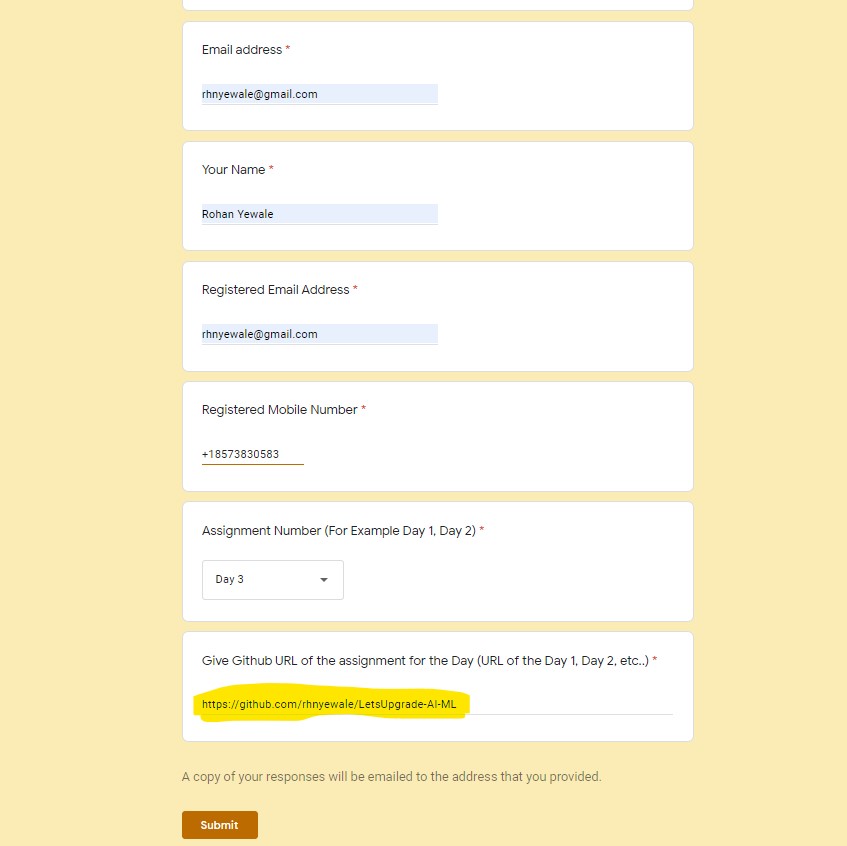 Email address *
rhnyewale@gmail.com
Your Name *
Rohan Yewale
Registered Email Address *
rhnyewale@gmail.com
Registered Mobile Number *
+18573830583
Assignment Number (For Example Day 1, Day 2) *
Day 3
Give Github URL of the assignment for the Day (URL of the Day 1, Day 2, etc..) *
https://github.com/rhnyewale/LetsUpgrade-AI-ML
A copy of your responses will be emailed to the address that you provided.
Submit